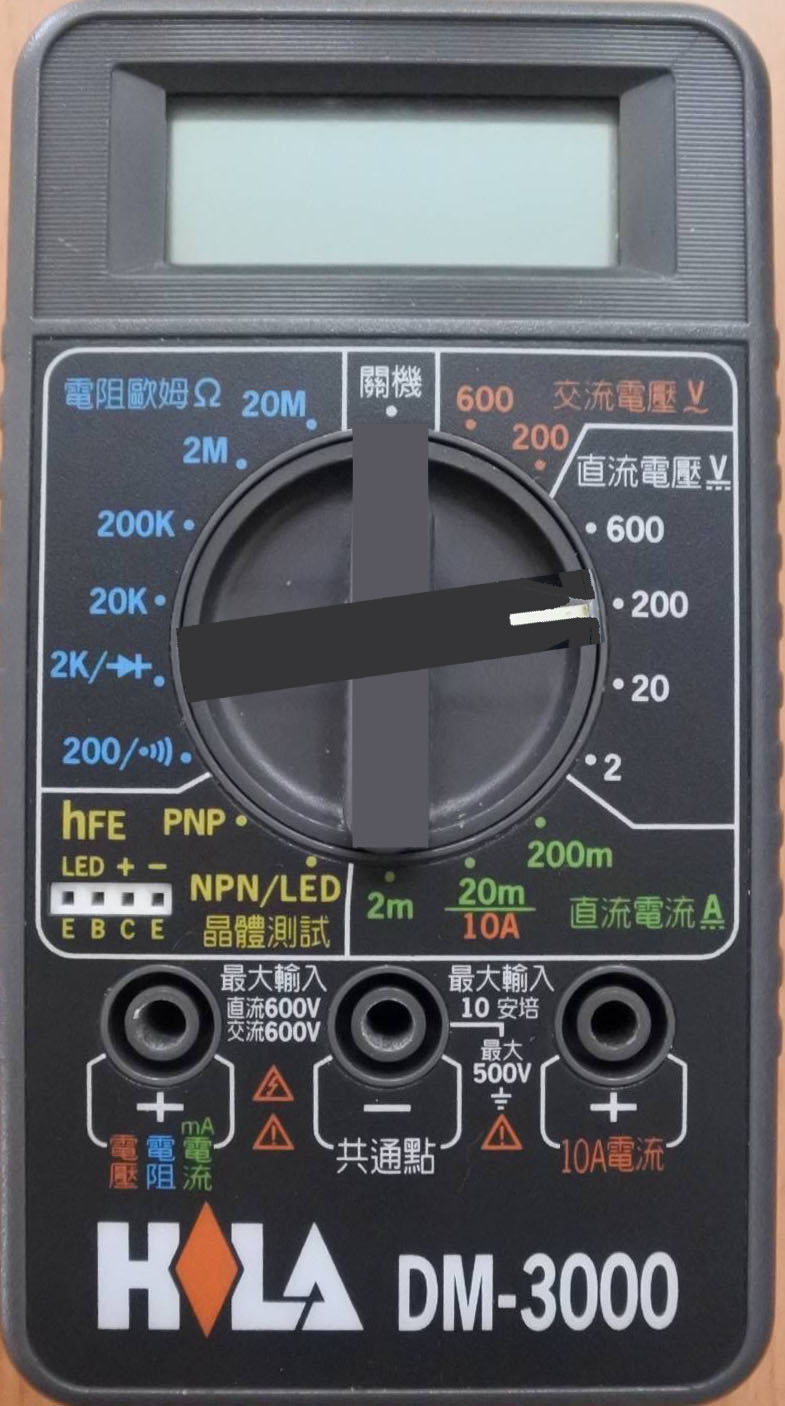 電阻歐姆Ω
20M
關機
600
交流電壓 V
2M
200
直流電壓 V
200K
600
20K
200
2K/
20
200/
2
hFE
PNP
200m
LED + −
NPN/LED
E B C E
晶體測試
2m
20m
10A
直流電流 A
最大輸入
直流600V
交流600V
最大輸入
10 安培
最大
500V
+
−
+
電壓
電阻
mA
電流
共通點
10A電流
HOLA
DM-3000